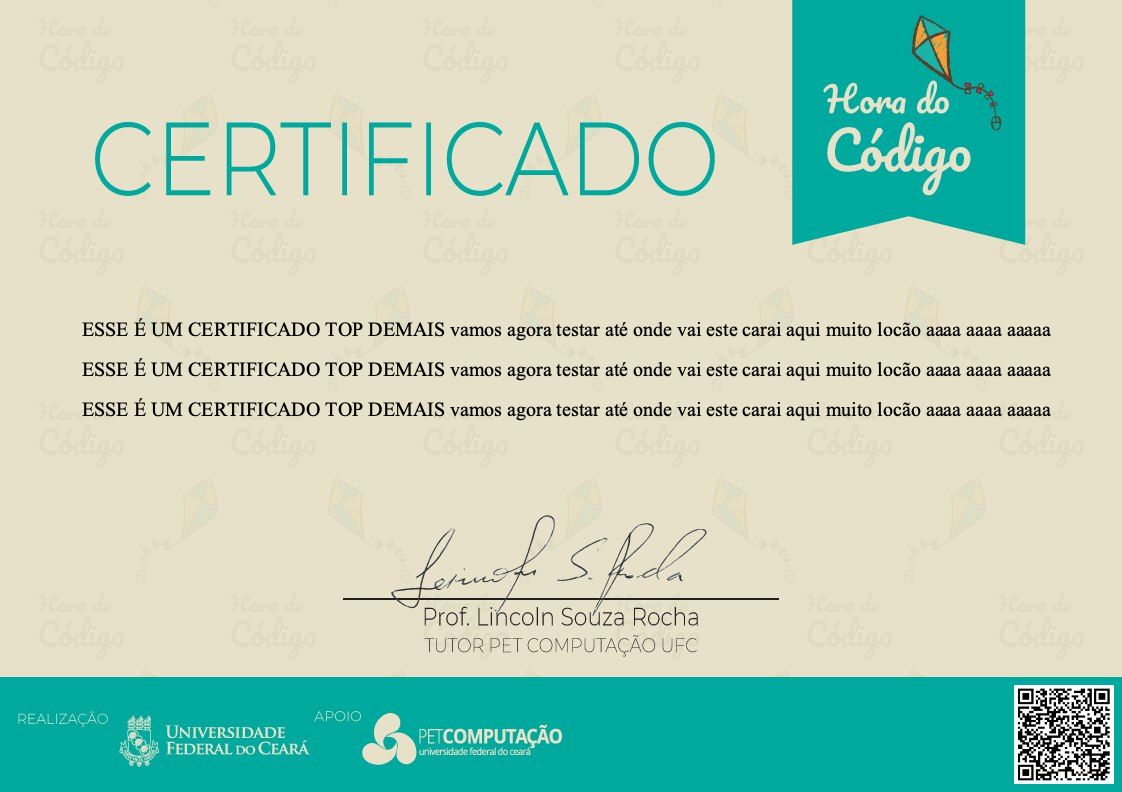 CERTIFICADO
Hora do
Código
ESSE É UM CERTIFICADO TOP DEMAIS vamos agora testar até onde vai este carai aqui muito locão aaaa aaaa aaaaa
ESSE É UM CERTIFICADO TOP DEMAIS vamos agora testar até onde vai este carai aqui muito locão aaaa aaaa aaaaa
ESSE É UM CERTIFICADO TOP DEMAIS vamos agora testar até onde vai este carai aqui muito locão aaaa aaaa aaaaa
Prof. Lincoln Souza Rocha
TUTOR PET COMPUTAÇÃO UFC
REALIZAÇÃO
UNIVERSIDADE
FEDERAL DO CEARÁ
APOIO
PETCOMPUTAÇÃO
universidade federal do ceará